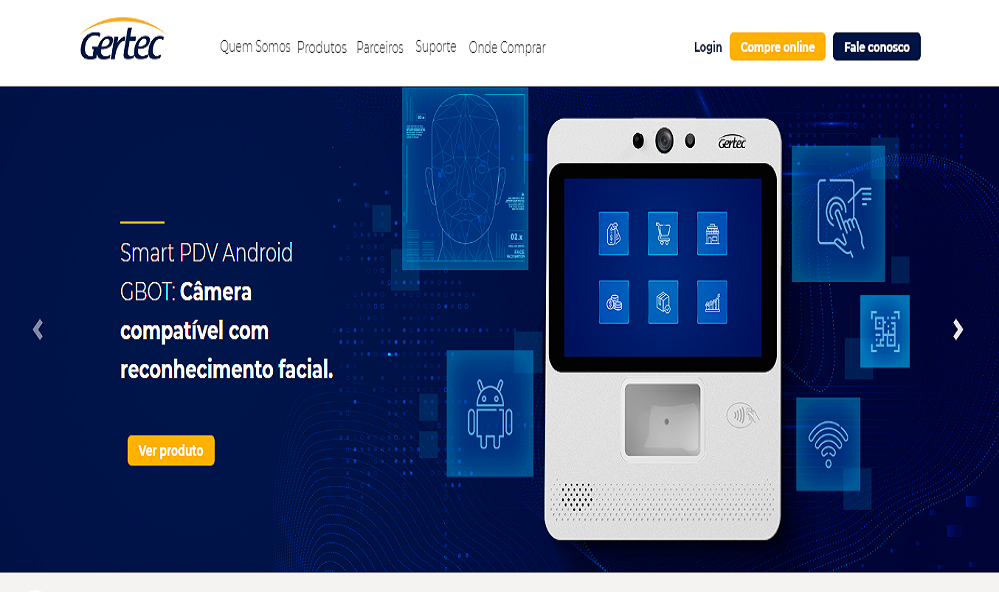 Gertec
Quem Somos Produtos Parceiros Suporte Onde Comprar
Login Compre online Fale conosco
Gertec
02.x
Smart PDV Android
GBOT: Câmera
compatível com
reconhecimento facial.
Ver produto